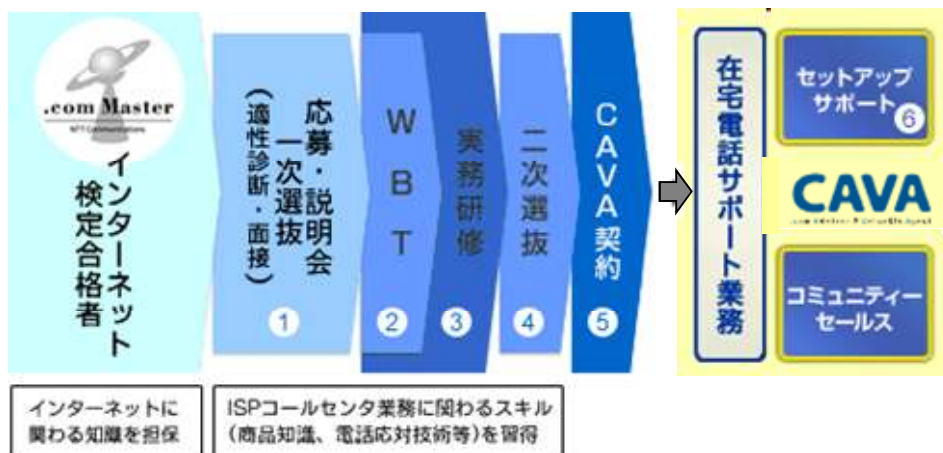 .com Master
NTT Communications
インターネット
検定合格者
応募・説明会
一次選抜
(適性診断・面接)
1
WBT
2
実務研修
3
二次選抜
4
CAVA契約
5
在宅電話サポート業務
セットアップ
サポート
6
CAVA
コミュニティー
セールス
インターネットに
関わる知識を担保
ISPコールセンタ業務に関わるスキル
(商品知識、電話応対技術等)を習得